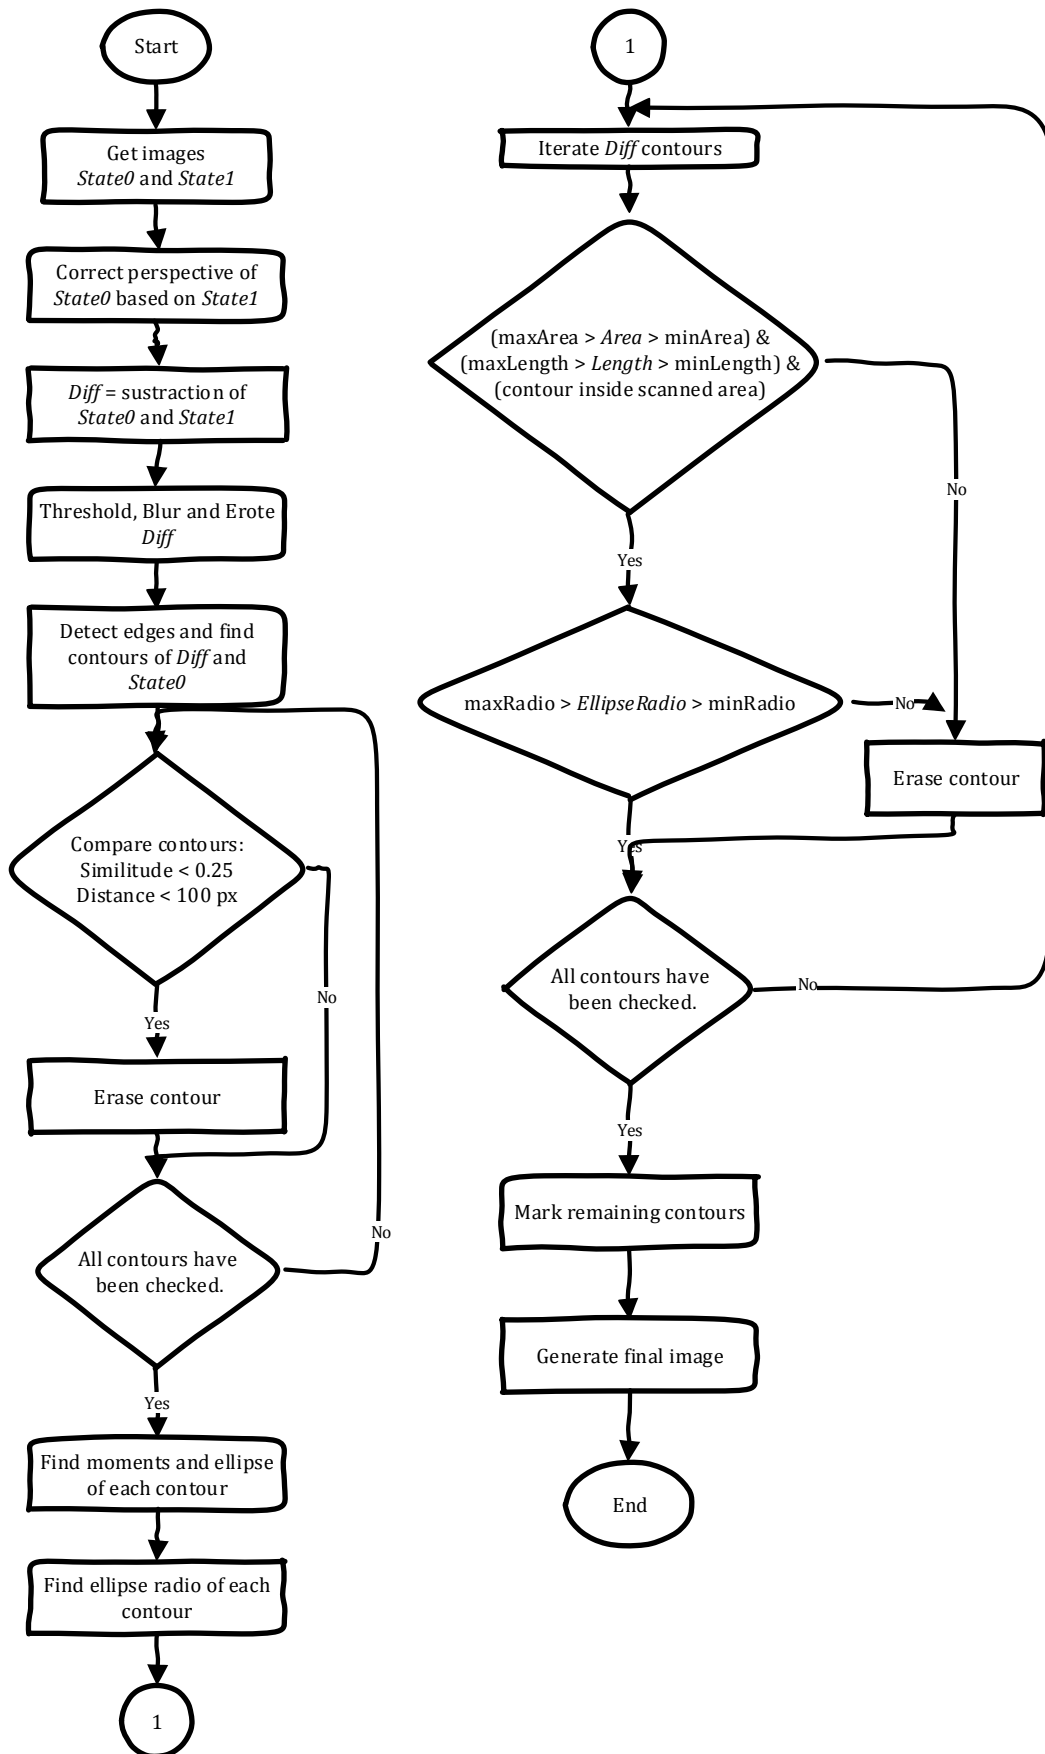 Start
Get images
State0 and State1
Correct perspective of
State0 based on State1
Diff = sustraction of
State0 and State1
Threshold, Blur and Erote
Diff
Detect edges and find
contours of Diff and
State0
Compare contours:
Similitude < 0.25
Distance < 100 px
No
Yes
Erase contour
All contours have
been checked.
No
Yes
Find moments and ellipse
of each contour
Find ellipse radio of each
contour
1
1
Iterate Diff contours
(maxArea > Area > minArea) &
(maxLength > Length > minLength) &
(contour inside scanned area)
No
Yes
maxRadio > EllipseRadio > minRadio
No
Erase contour
Yes
All contours have
been checked.
No
Yes
Mark remaining contours
Generate final image
End